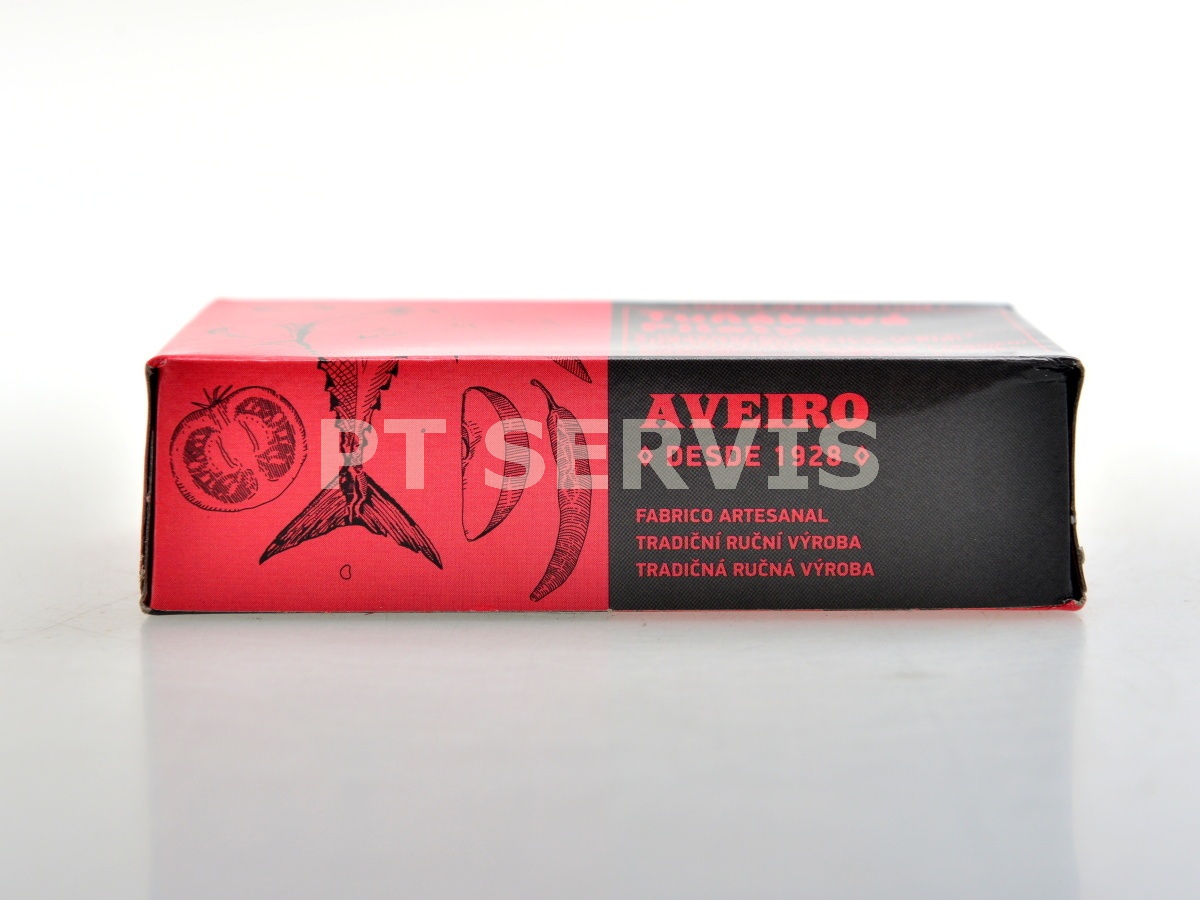 AVEIRO
DESDE 1928
FABRICO ARTESANAL
TRADIČNÍ RUČNÍ VÝROBA
TRADIČNÁ RUČNÁ VÝROBA
PT SERVIS